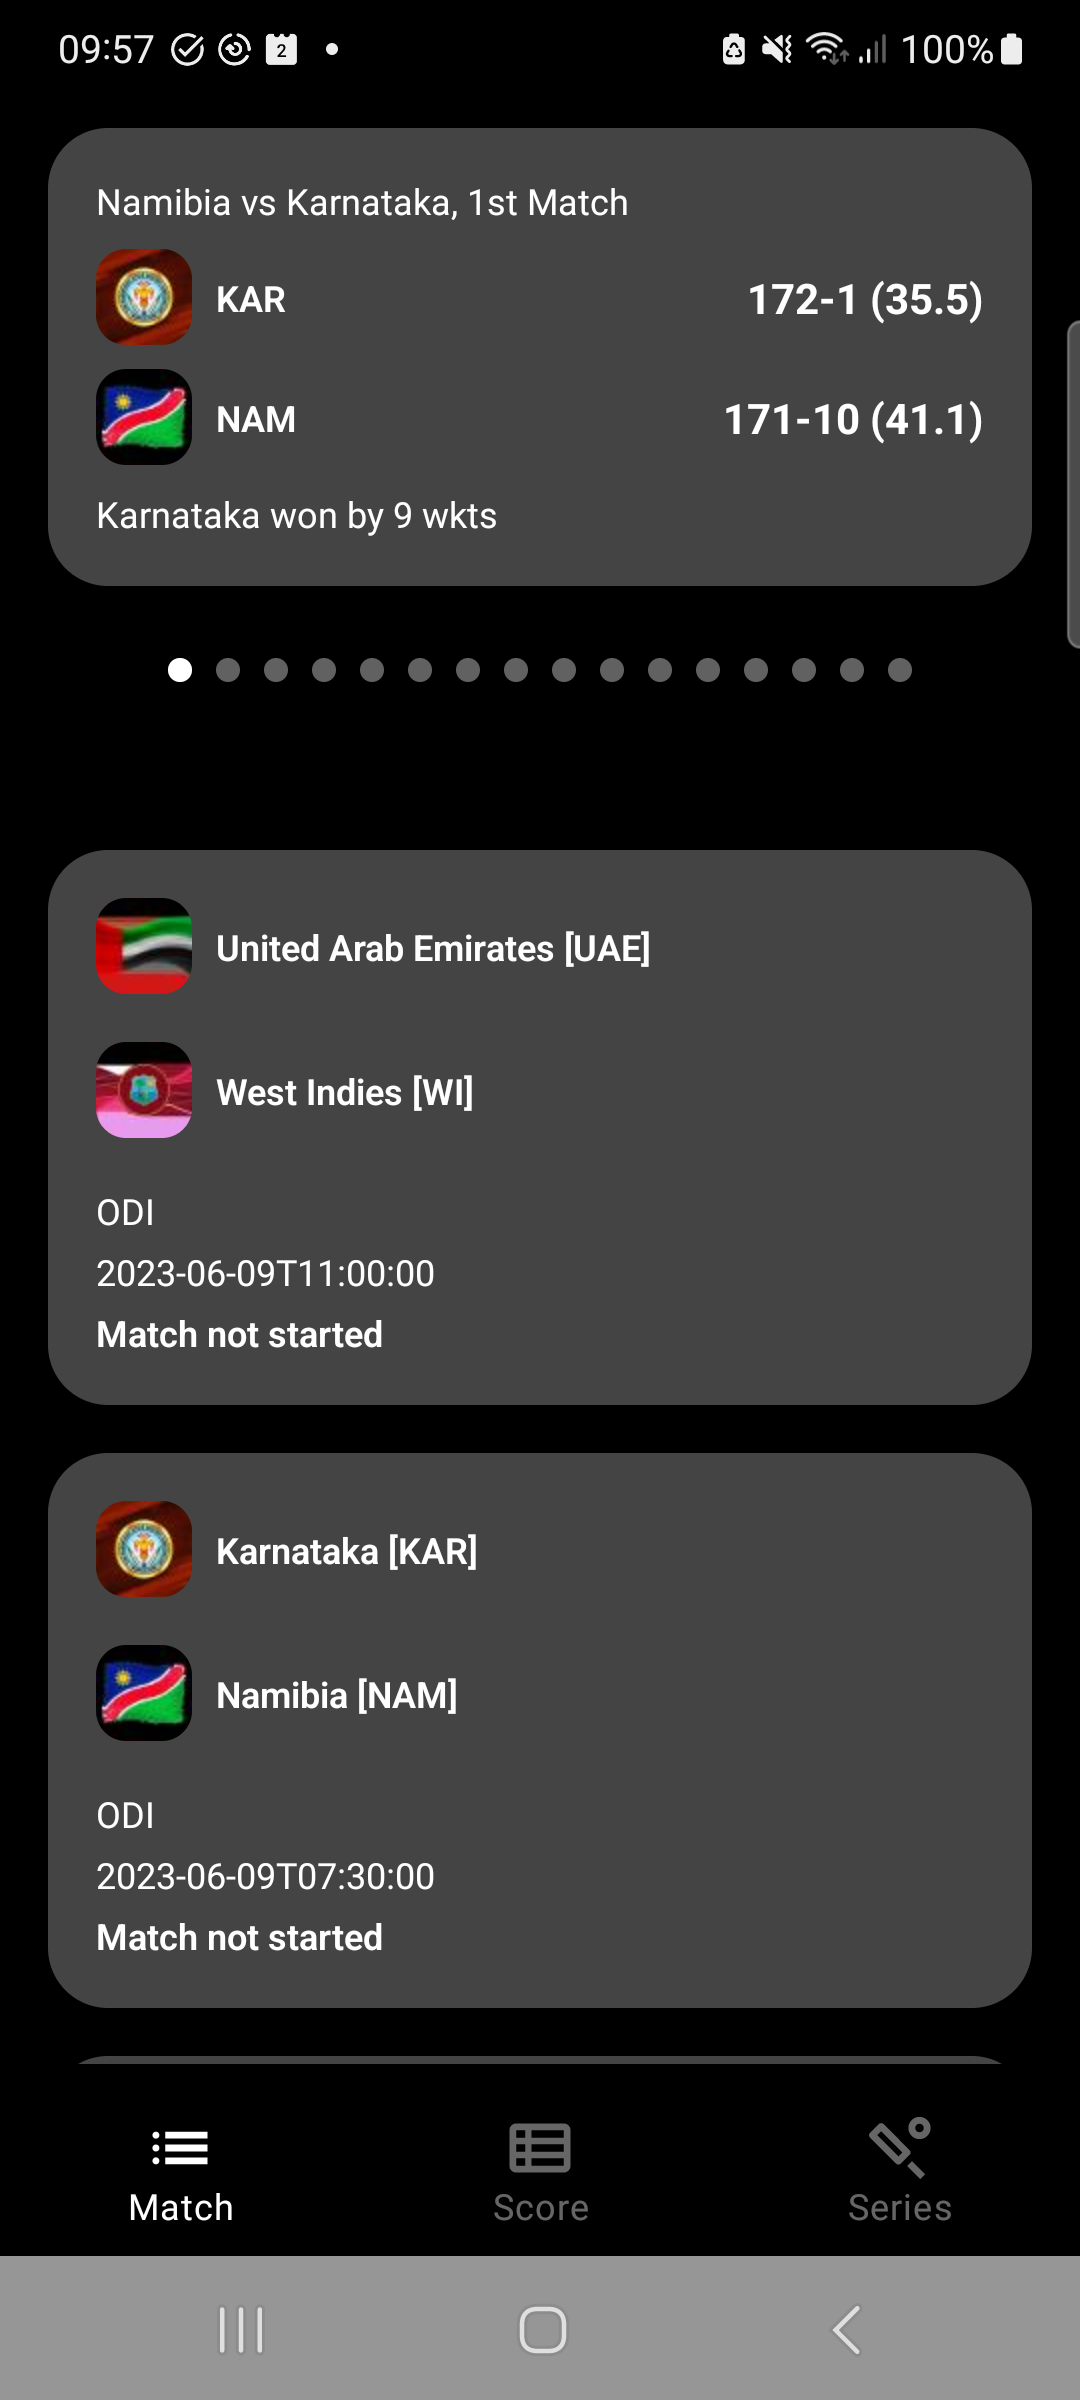 09:57 2 100%
Namibia vs Karnataka, 1st Match
KAR 172-1 (35.5)
NAM 171-10 (41.1)
Karnataka won by 9 wkts
United Arab Emirates [UAE]
West Indies [WI]
ODI
2023-06-09T11:00:00
Match not started
Karnataka [KAR]
Namibia [NAM]
ODI
2023-06-09T07:30:00
Match not started
Match Score Series